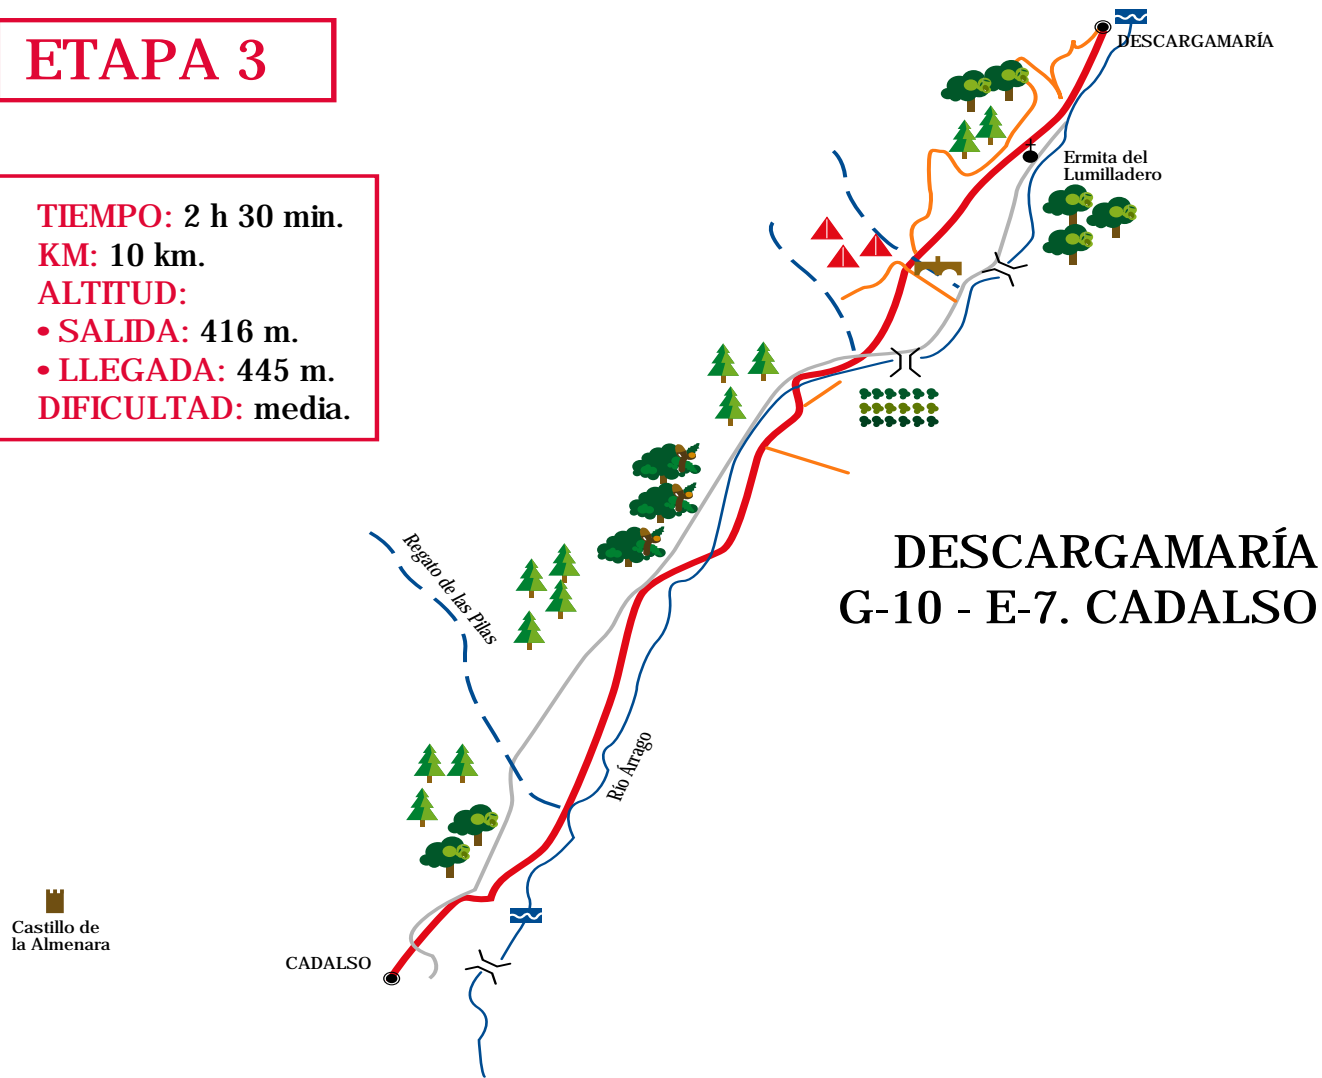 ETAPA 3
TIEMPO: 2 h 30 min.
KM: 10 km.
ALTITUD:
• SALIDA: 416 m.
• LLEGADA: 445 m.
DIFICULTAD: media.
DESCARGAMARÍA
Ermita del
Lumilladero
Regato de las Pilas
DESCARGAMARÍA
G-10 - E-7. CADALSO
Río Árrago
Castillo de
la Almenara
CADALSO